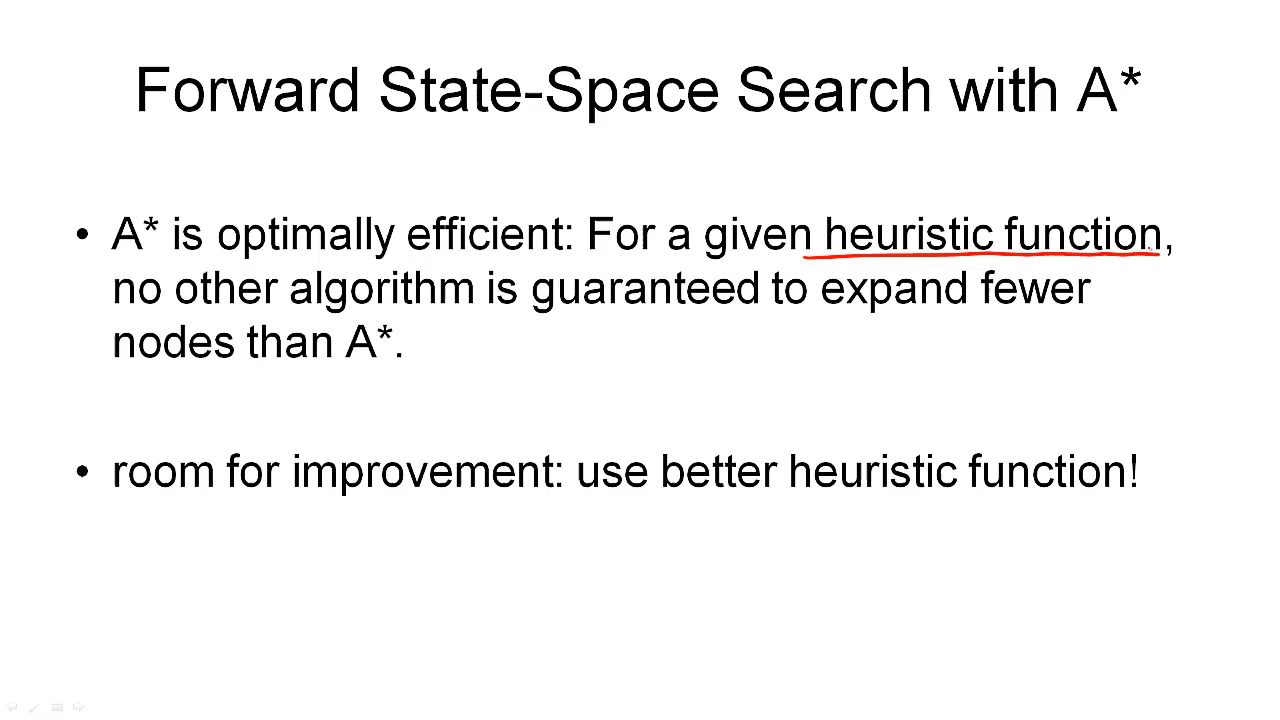 Forward State-Space Search with A*
• A* is optimally efficient: For a given heuristic function,
no other algorithm is guaranteed to expand fewer
nodes than A*.
• room for improvement: use better heuristic function!